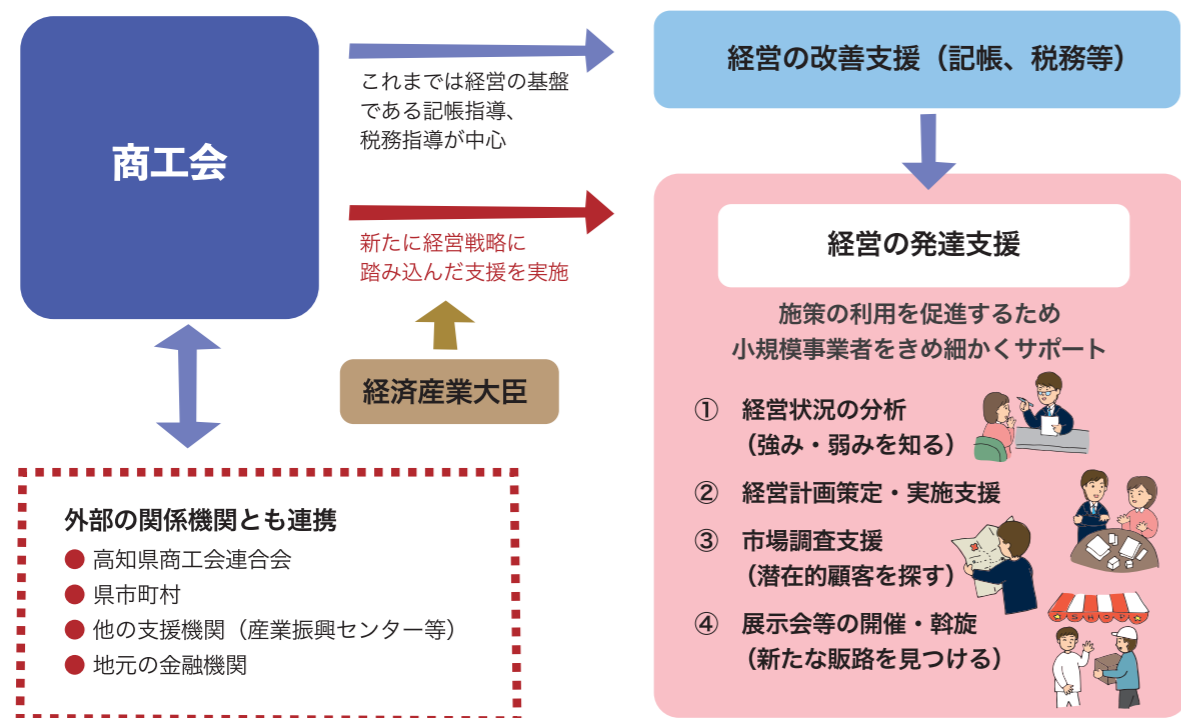 商工会
これまでは経営の基盤
である記帳指導、
税務指導が中心
新たに経営戦略に
踏み込んだ支援を実施
経済産業大臣
外部の関係機関とも連携
● 高知県商工会連合会
● 県市町村
● 他の支援機関（産業振興センター等）
● 地元の金融機関
経営の改善支援（記帳、税務等）
経営の発達支援
施策の利用を促進するため
小規模事業者をきめ細かくサポート
① 経営状況の分析
（強み・弱みを知る）
② 経営計画策定・実施支援
③ 市場調査支援
（潜在的顧客を探す）
④ 展示会等の開催・斡旋
（新たな販路を見つける）
SHOP